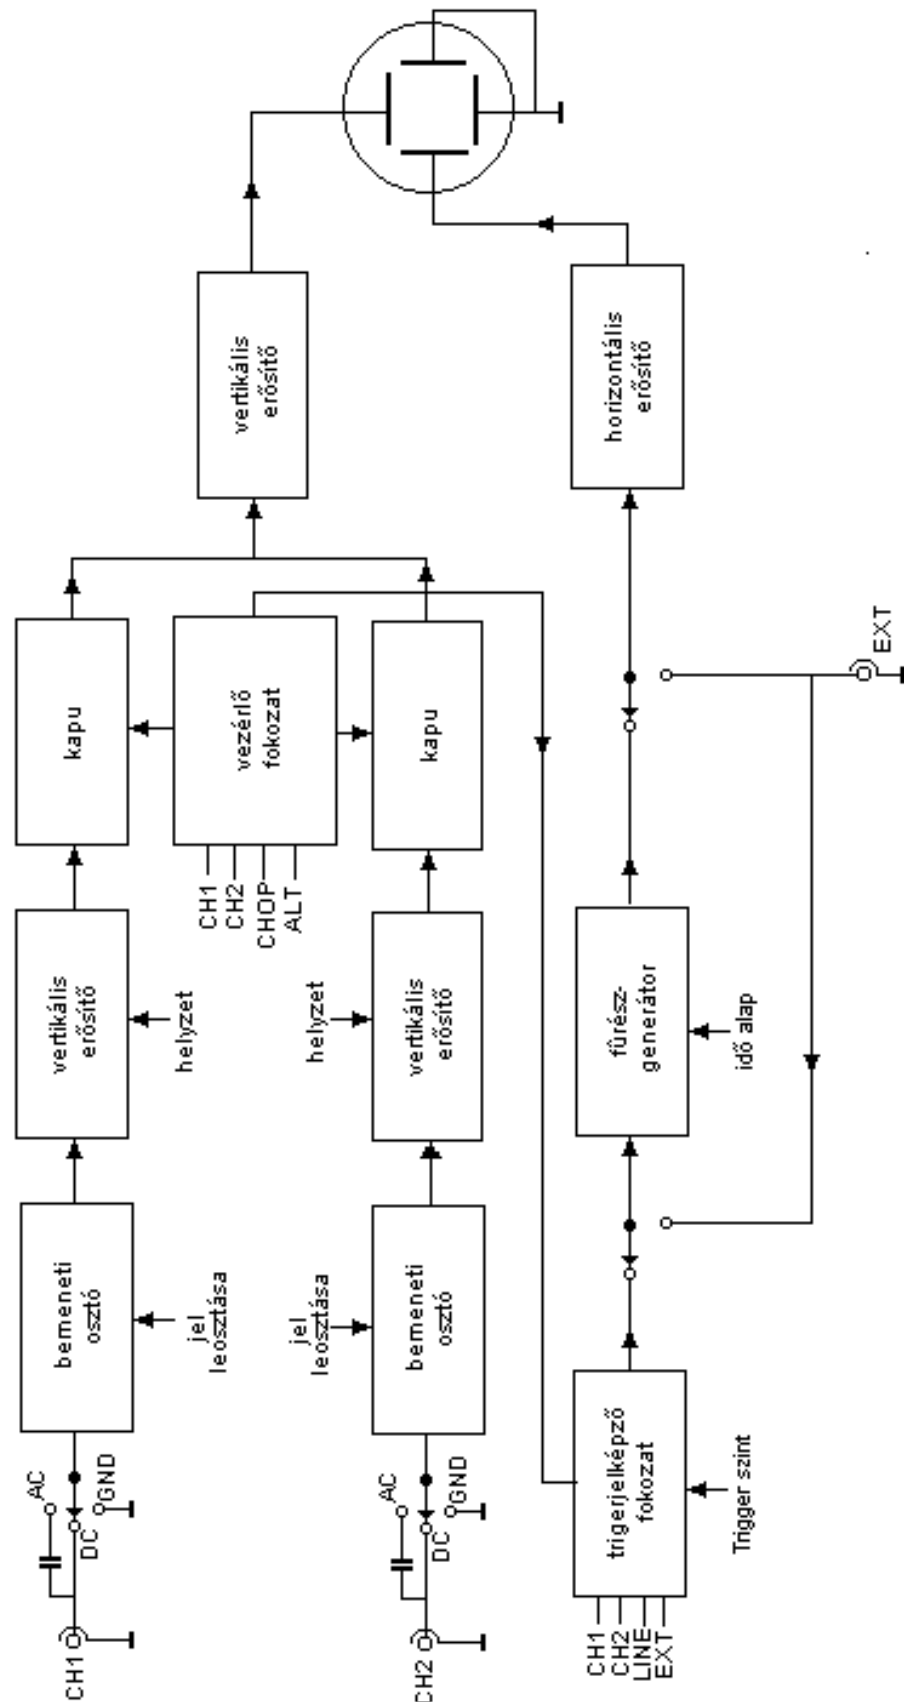 CH1
AC
DC
GND
bemeneti
osztó
jel
leosztása
vertikális
erősítő
helyzet
kapu
vezérlő
fokozat
CH1
CH2
CHOP
ALT
vertikális
erősítő
CH2
AC
DC
GND
bemeneti
osztó
jel
leosztása
vertikális
erősítő
helyzet
kapu
CH1
CH2
LINE
EXT
trigerjelképző
fokozat
Trigger szint
fûrész-
generátor
idő alap
horizontális
erősítő
EXT